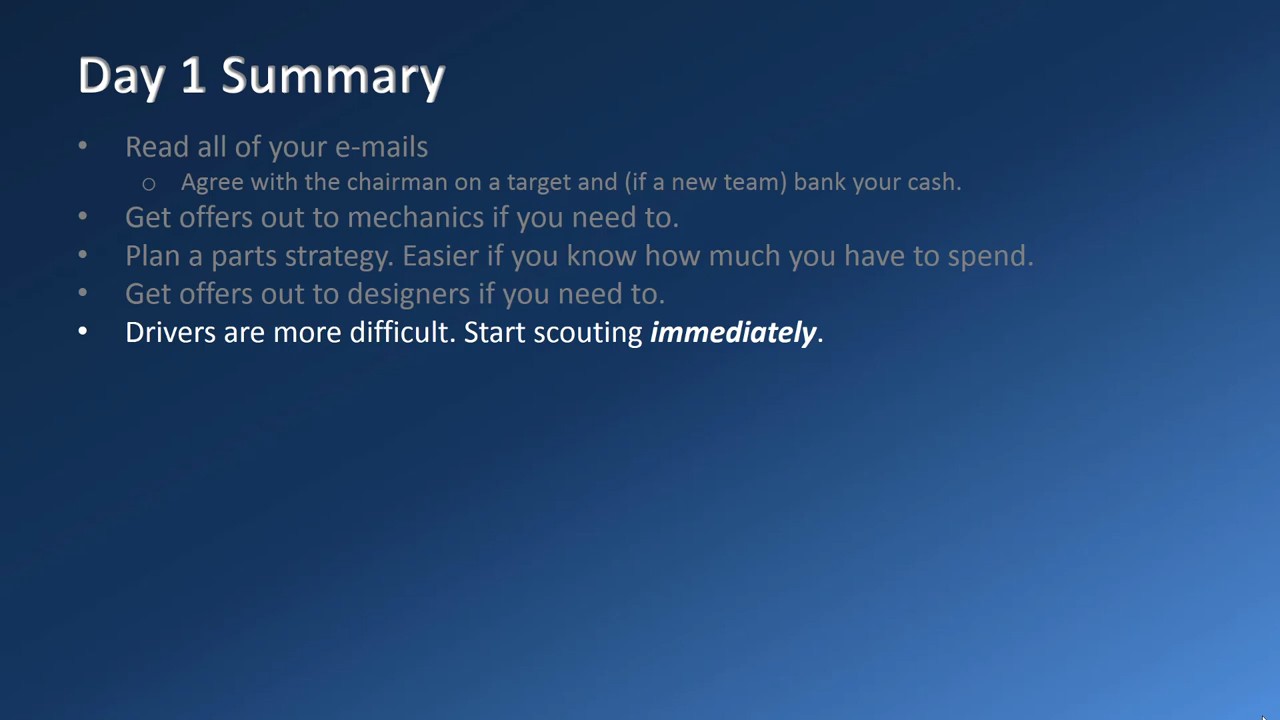 Day 1 Summary
• Read all of your e-mails
o Agree with the chairman on a target and (if a new team) bank your cash.
• Get offers out to mechanics if you need to.
• Plan a parts strategy. Easier if you know how much you have to spend.
• Get offers out to designers if you need to.
• Drivers are more difficult. Start scouting immediately.